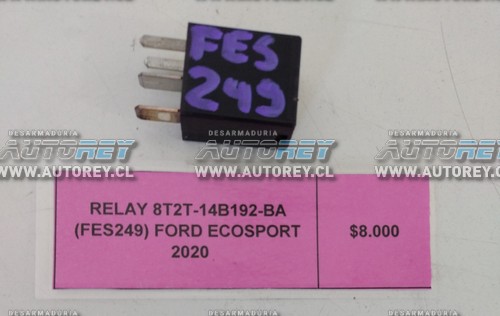 FES
249
DESARMADURIA DESARMADURIA DESARMADURIA
AUTOREY AUTOREY AUTOREY
WWW.AUTOREY.CL WWW.AUTOREY.CL WWW.AUTOREY.CL
RELAY 8T2T-14B192-BA
(FES249) FORD ECOSPORT
2020
$8.000